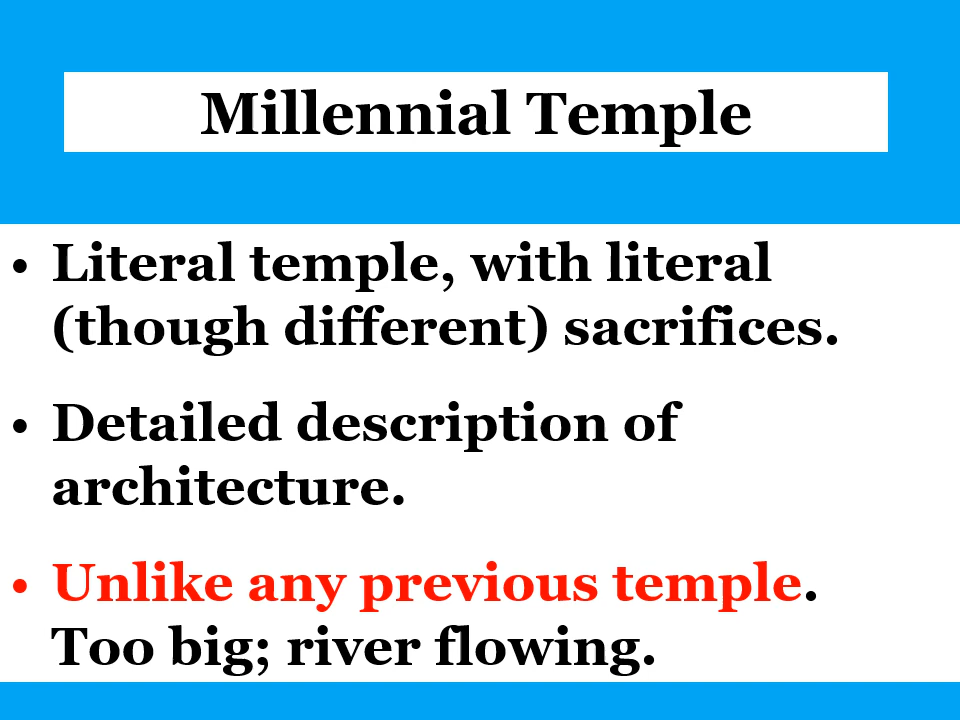 Millennial Temple
• Literal temple, with literal
(though different) sacrifices.
• Detailed description of
architecture.
• Unlike any previous temple.
Too big; river flowing.